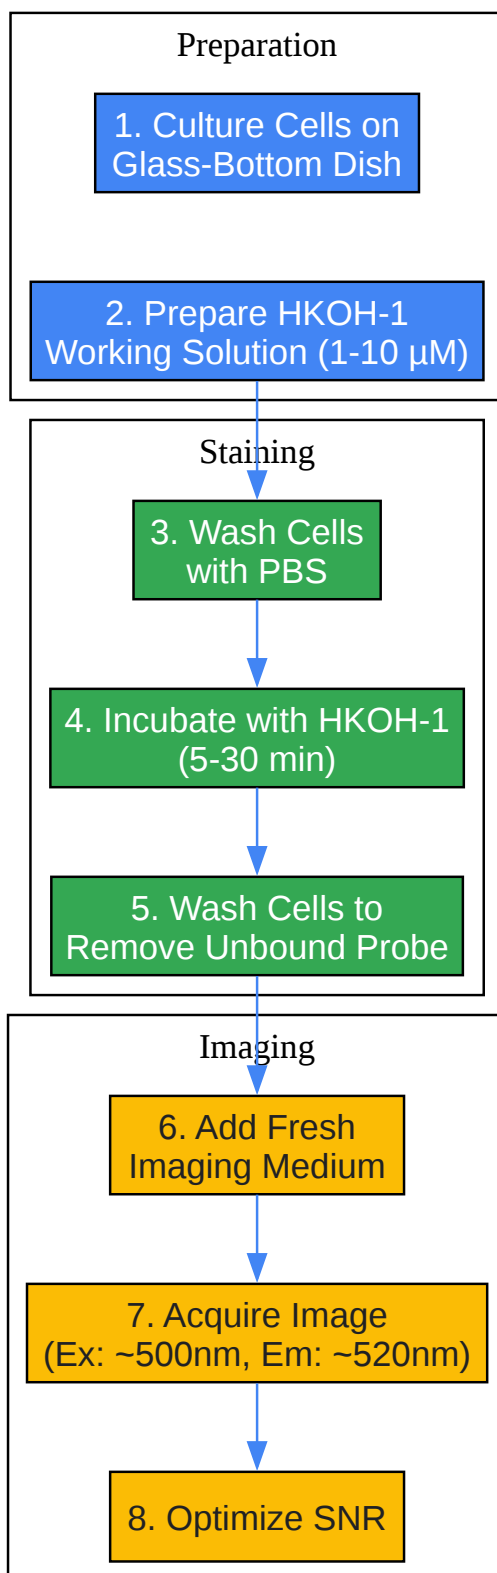 Preparation
1. Culture Cells on
Glass-Bottom Dish
2. Prepare HKOH-1
Working Solution (1-10 µM)
Staining
3. Wash Cells
with PBS
4. Incubate with HKOH-1
(5-30 min)
5. Wash Cells to
Remove Unbound Probe
Imaging
6. Add Fresh
Imaging Medium
7. Acquire Image
(Ex: ~500nm, Em: ~520nm)
8. Optimize SNR